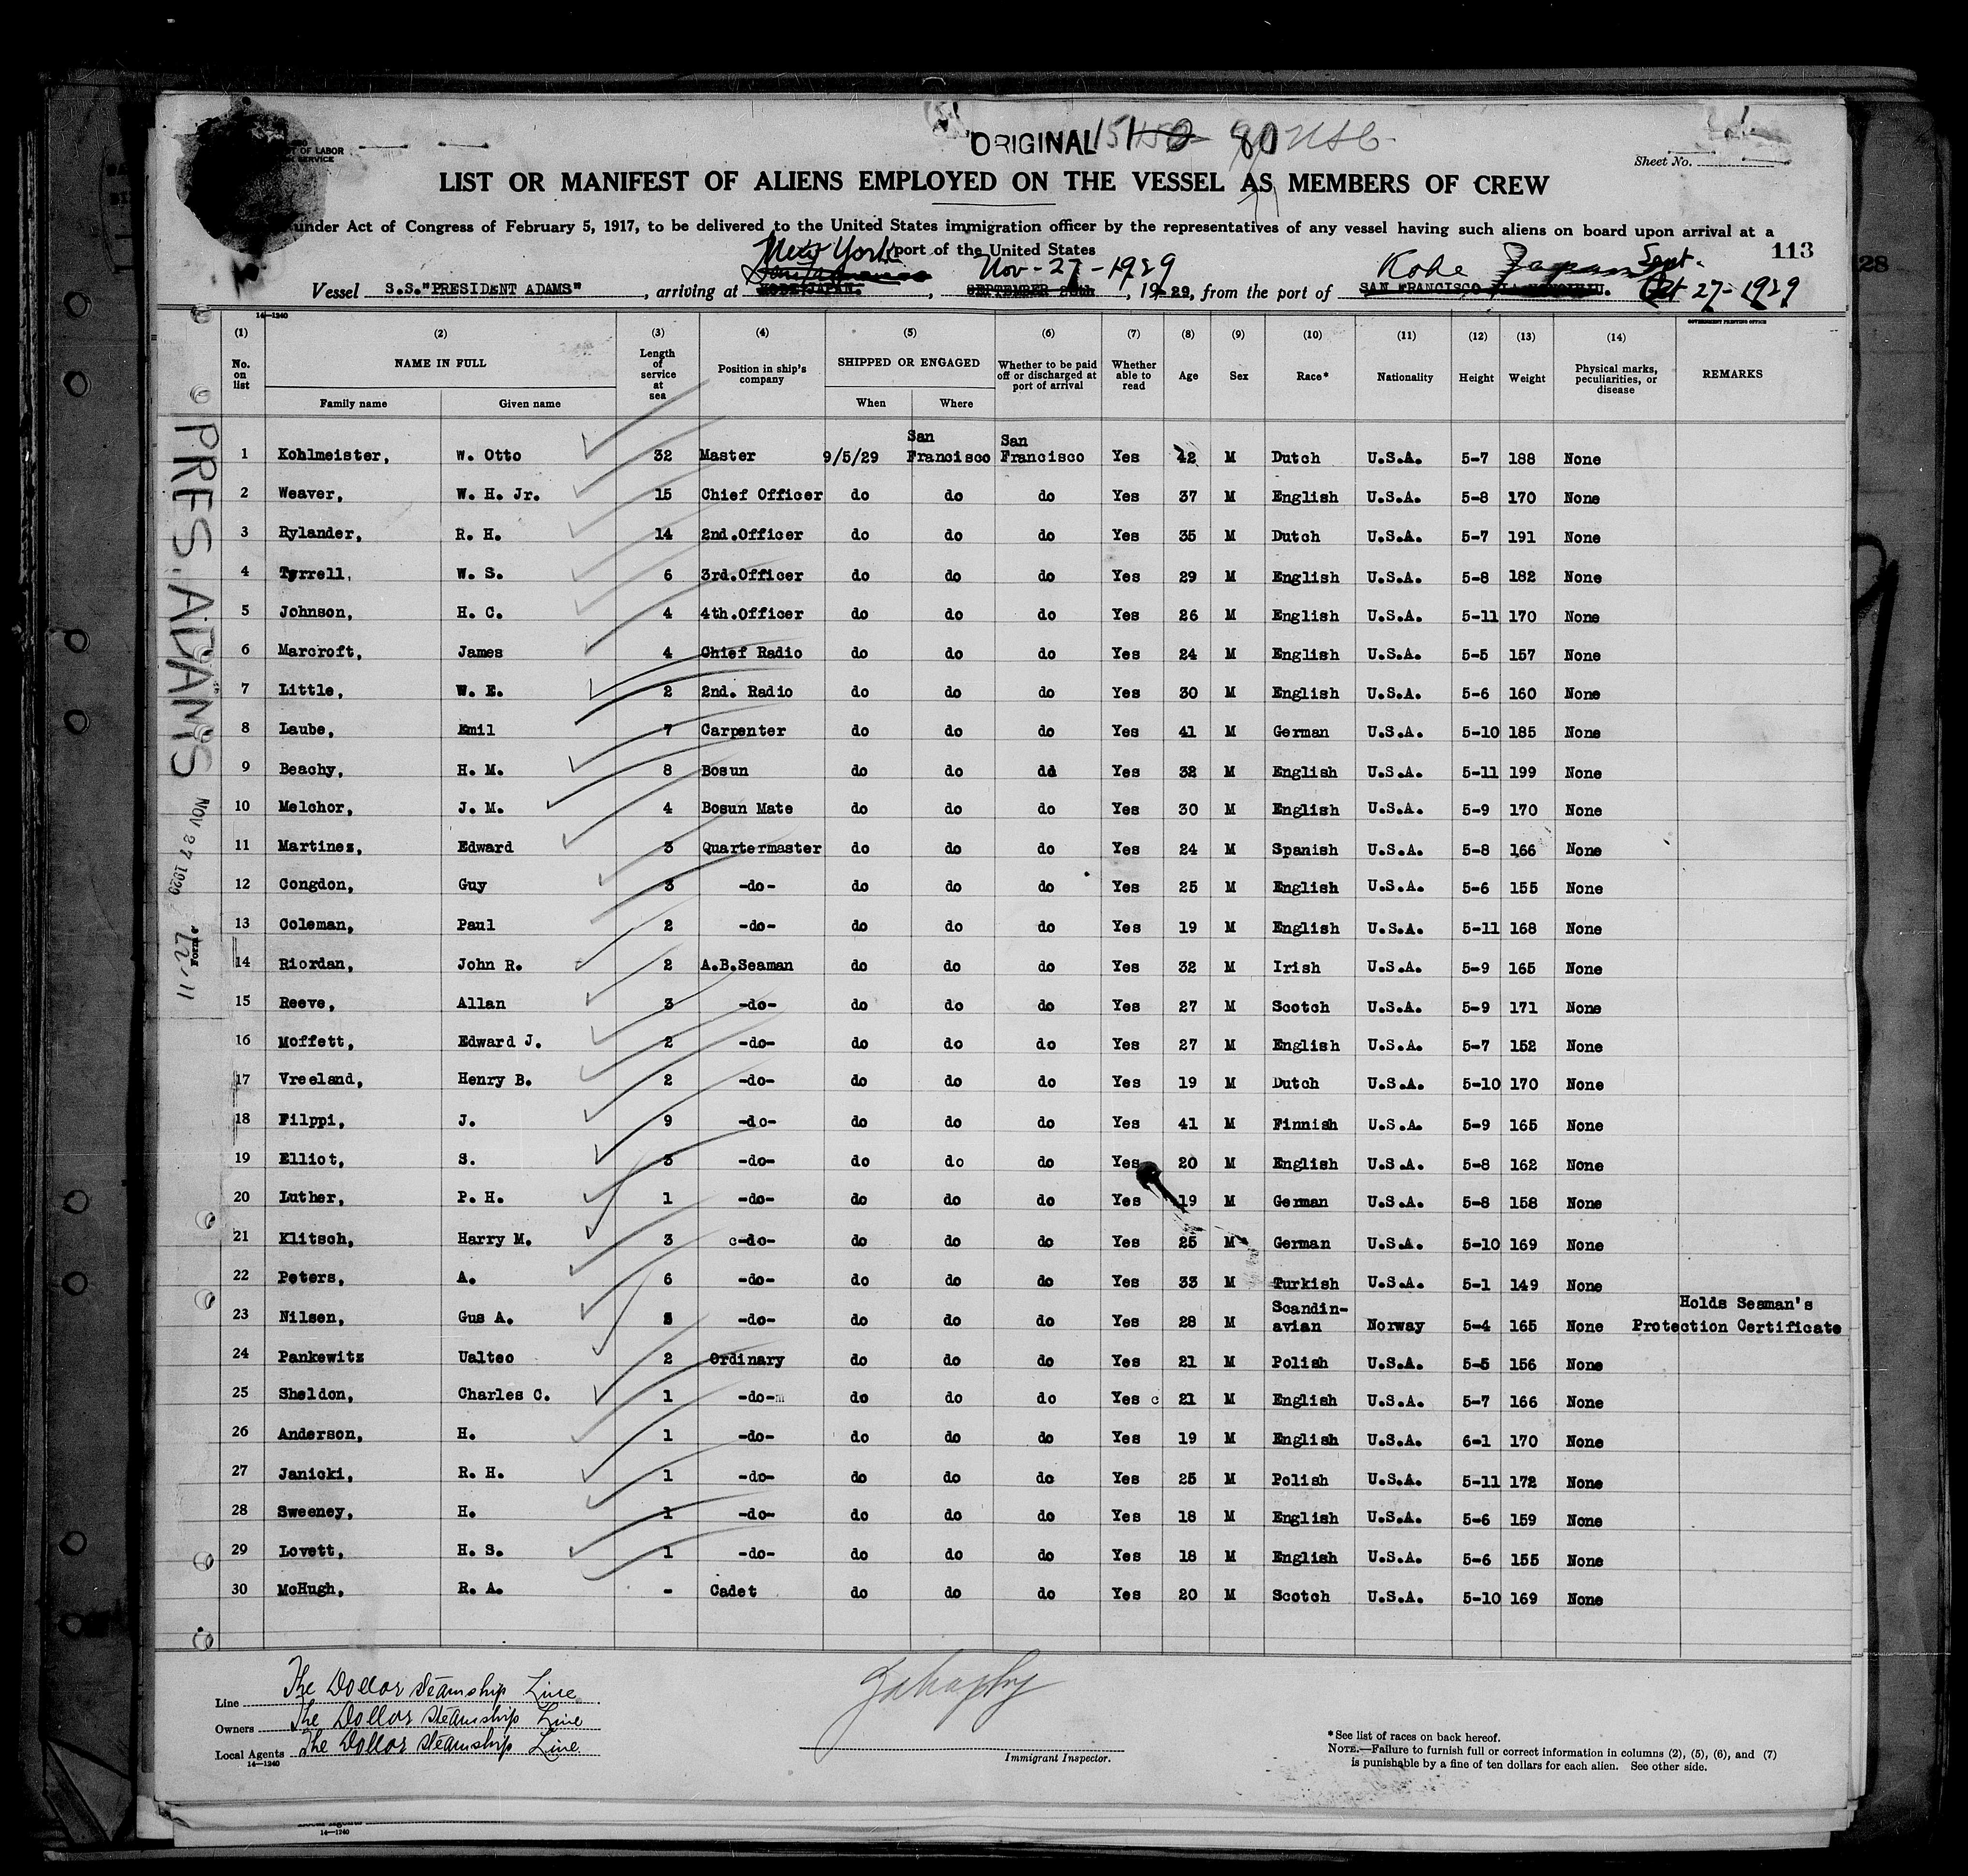 OF LABOR
SERVICE
ORIGINAL
80
Sheet No.
LIST OR MANIFEST OF ALIENS EMPLOYED ON THE VESSEL AS MEMBERS OF CREW
under Act of Congress of February 5, 1917, to be delivered to the United States immigration officer by the representatives of any vessel having such aliens on board upon arrival at a
port of the United States
113
28
New York Nov-27-1929 Kobe Japan Sept.
Vessel S.S."PRESIDENT ADAMS", arriving at KOBE JAPAN., SEPTEMBER, 1929, from the port of SAN FRANCISCO Oct 27-1929
14—1240
GOVERNMENT PRINTING OFFICE
(1) (2) (3) (4) (5) (6) (7) (8) (9) (10) (11) (12) (13) (14)
No. on list NAME IN FULL Length of service at sea Position in ship's company SHIPPED OR ENGAGED Whether to be paid off or discharged at port of arrival Whether able to read Age Sex Race* Nationality Height Weight Physical marks, peculiarities, or disease REMARKS
Family name Given name When Where
1 Kohlmeister, W. Otto 32 Master 9/5/29 San Francisco San Francisco Yes 42 M Dutch U.S.A. 5-7 188 None
2 Weaver, W. H. Jr. 15 Chief Officer do do do Yes 37 M English U.S.A. 5-8 170 None
3 Rylander, R. H. 14 2nd.Officer do do do Yes 35 M Dutch U.S.A. 5-7 191 None
4 Tyrrell, W. S. 6 3rd.Officer do do do Yes 29 M English U.S.A. 5-8 182 None
5 Johnson, H. C. 4 4th.Officer do do do Yes 26 M English U.S.A. 5-11 170 None
6 Marcroft, James 4 Chief Radio do do do Yes 24 M English U.S.A. 5-5 157 None
7 Little, W. E. 2 2nd. Radio do do do Yes 30 M English U.S.A. 5-6 160 None
8 Laube, Emil 7 Carpenter do do do Yes 41 M German U.S.A. 5-10 185 None
9 Beachy, H. M. 8 Bosun do do do Yes 32 M English U.S.A. 5-11 199 None
10 Melchor, J. M. 4 Bosun Mate do do do Yes 30 M English U.S.A. 5-9 170 None
11 Martinez, Edward 3 Quartermaster do do do Yes 24 M Spanish U.S.A. 5-8 166 None
12 Congdon, Guy 3 -do- do do do Yes 25 M English U.S.A. 5-6 155 None
13 Coleman, Paul 2 -do- do do do Yes 19 M English U.S.A. 5-11 168 None
14 Riordan, John R. 2 A.B.Seaman do do do Yes 32 M Irish U.S.A. 5-9 165 None
15 Reeve, Allan 3 -do- do do do Yes 27 M Scotch U.S.A. 5-9 171 None
16 Moffett, Edward J. 2 -do- do do do Yes 27 M English U.S.A. 5-7 152 None
17 Vreeland, Henry B. 2 -do- do do do Yes 19 M Dutch U.S.A. 5-10 170 None
18 Filppi, J. 9 -do- do do do Yes 41 M Finnish U.S.A. 5-9 165 None
19 Elliot, S. 3 -do- do do do Yes 20 M English U.S.A. 5-8 162 None
20 Luther, P. H. 1 -do- do do do Yes 19 M German U.S.A. 5-8 158 None
21 Klitsch, Harry M. 3 c-do- do do do Yes 25 M German U.S.A. 5-10 169 None
22 Peters, A. 6 -do- do do do Yes 33 M Turkish U.S.A. 5-1 149 None
23 Nilsen, Gus A. -do- do do do Yes 28 M Scandin-avian Norway 5-4 165 None Holds Seaman's Protection Certificate
24 Pankewitz Ualteo 2 Ordinary do do do Yes 21 M Polish U.S.A. 5-5 156 None
25 Sheldon, Charles C. 1 -do-m do do do Yes c 21 M English U.S.A. 5-7 166 None
26 Anderson, H. 1 -do- do do do Yes 19 M English U.S.A. 6-1 170 None
27 Janicki, R. H. 1 -do- do do do Yes 25 M Polish U.S.A. 5-11 172 None
28 Sweeney, H. 1 -do- do do do Yes 18 M English U.S.A. 5-6 159 None
29 Lovett, H. S. 1 -do- do do do Yes 18 M English U.S.A. 5-6 155 None
30 McHugh, R. A. - Cadet do do do Yes 20 M Scotch U.S.A. 5-10 169 None
PRES. ADAMS
NOV 27 1929
Line The Dollar Steamship Line
Owners The Dollar Steamship Line
Local Agents The Dollar Steamship Line
14—1240
Immigrant Inspector.
*See list of races on back hereof.
NOTE.—Failure to furnish full or correct information in columns (2), (5), (6), and (7)
is punishable by a fine of ten dollars for each alien. See other side.
14—1240